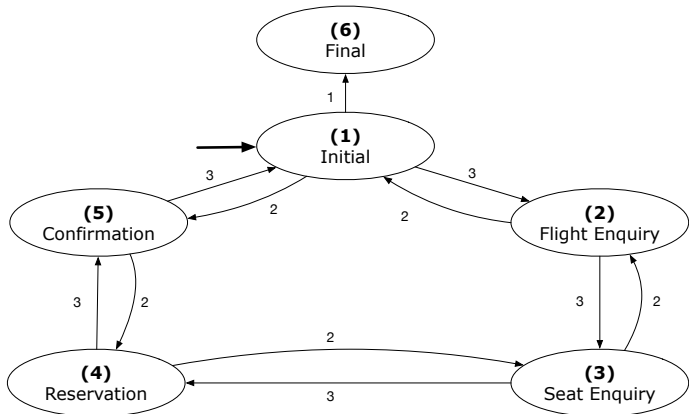 (6)
Final
1
(1)
Initial
3
3
2
2
(5)
Confirmation
(2)
Flight Enquiry
3
2
3
2
2
(4)
Reservation
3
(3)
Seat Enquiry